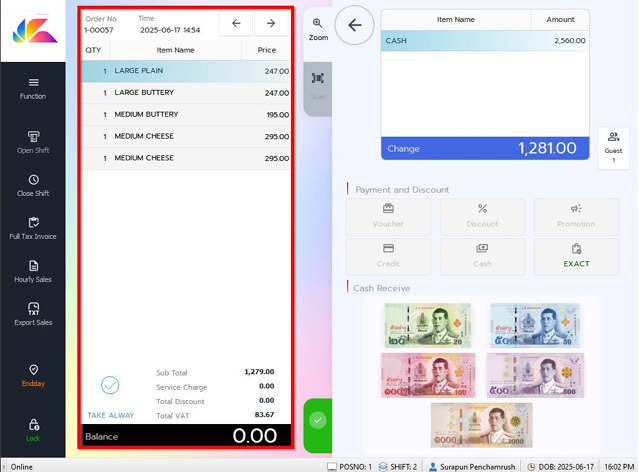 Order No.
1-00057
Time
2025-06-17 14:54
QTY Item Name Price
1 LARGE PLAIN 247.00
1 LARGE BUTTERY 247.00
1 MEDIUM BUTTERY 195.00
1 MEDIUM CHEESE 295.00
1 MEDIUM CHEESE 295.00
Sub Total 1,279.00
Service Charge 0.00
Total Discount 0.00
TAKE ALWAY
Total VAT 83.67
Balance 0.00
Function
Open Shift
Close Shift
Full Tax Invoice
Hourly Sales
TXT
Export Sales
Endday
Lock
Zoom
Scan
Item Name Amount
CASH 2,560.00
Change 1,281.00
Guest
1
Payment and Discount
Voucher
Discount
Promotion
Credit
Cash
EXACT
Cash Receive
20
50
100
500
1000
Online
POSNO: 1
SHIFT: 2
Surapun Penchamrush
DOB: 2025-06-17
16:02 PM